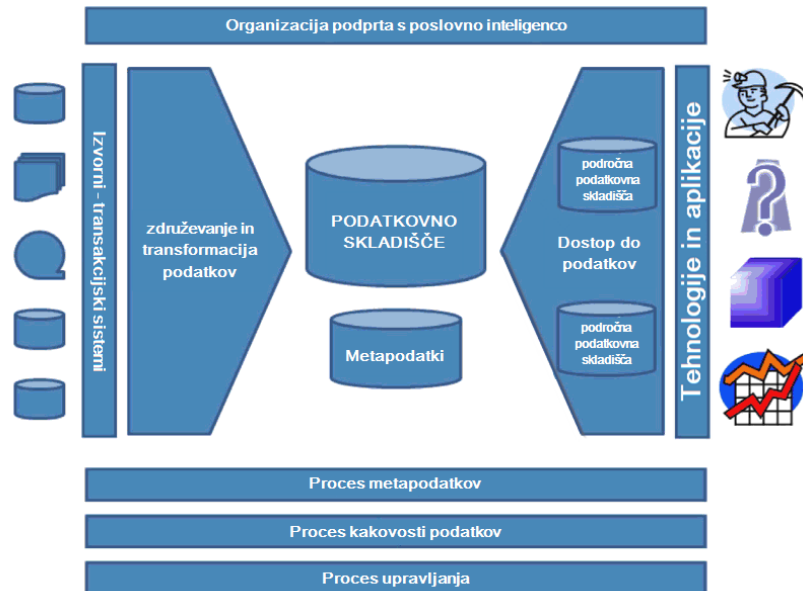 Organizacija podprta s poslovno inteligenco
Izvorni - transakcijski sistemi
združevanje in
transformacija
podatkov
PODATKOVNO
SKLADIŠČE
Metapodatki
področna
podatkovna
skladišča
Dostop do
podatkov
področna
podatkovna
skladišča
Tehnologije in aplikacije
Proces metapodatkov
Proces kakovosti podatkov
Proces upravljanja